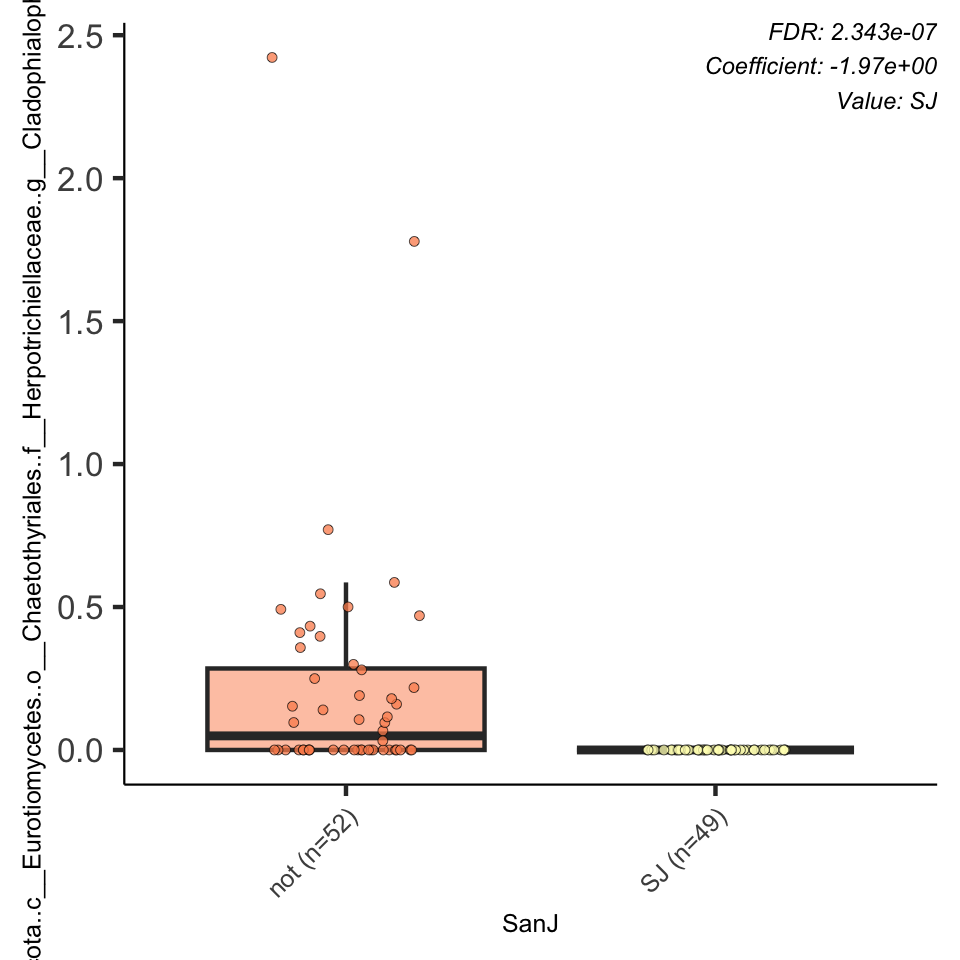 FDR: 2.343e-07
Coefficient: -1.97e+00
Value: SJ
2.5
2.0
1.5
1.0
0.5
0.0
ota..c__Eurotiomycetes..o__Chaetothyriales..f__Herpotrichiellaceae..g__Cladophialop
not (n=52)
SJ (n=49)
SanJ